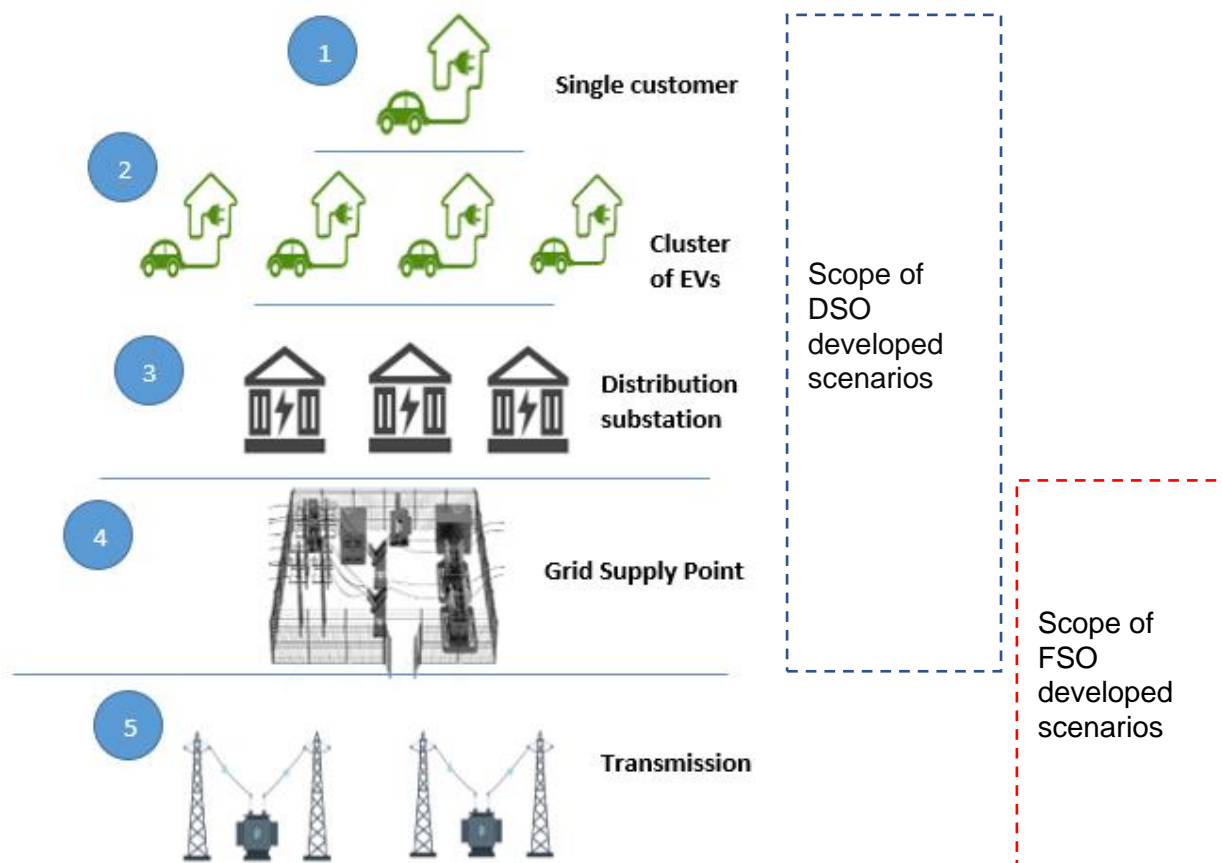 1
Single customer
2
Cluster
of EVs
3
Distribution
substation
4
Grid Supply Point
5
Transmission
Scope of
DSO
developed
scenarios
Scope of
FSO
developed
scenarios